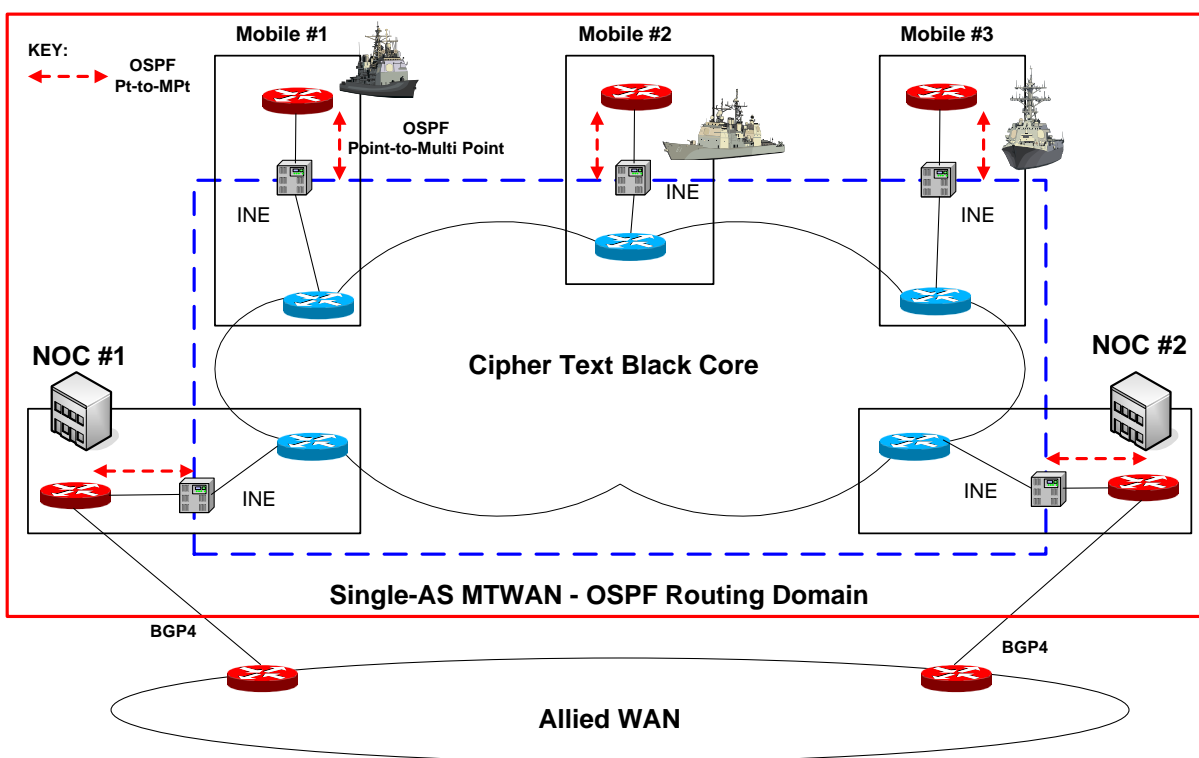 Mobile #1
Mobile #2
Mobile #3
KEY:
OSPF
Pt-to-MPt
OSPF
Point-to-Multi Point
INE
INE
INE
NOC #1
Cipher Text Black Core
NOC #2
INE
INE
Single-AS MTWAN - OSPF Routing Domain
BGP4
BGP4
Allied WAN